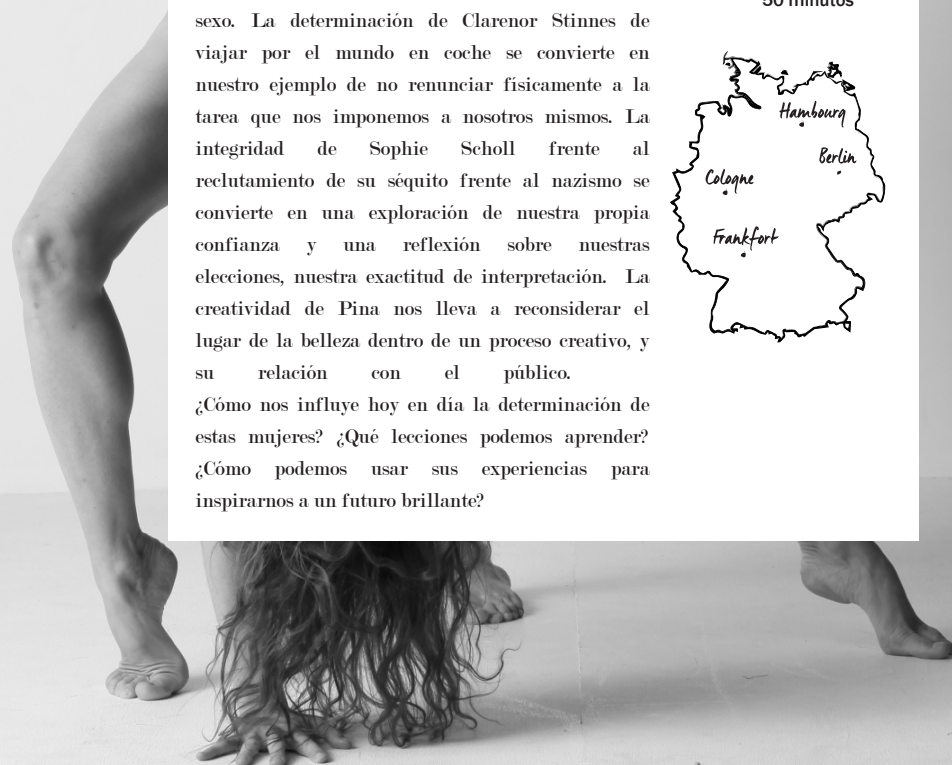 50 minutos
sexo. La determinación de Clarenor Stinnes de
viajar por el mundo en coche se convierte en
nuestro ejemplo de no renunciar físicamente a la
tarea que nos imponemos a nosotros mismos. La
integridad de Sophie Scholl frente al
reclutamiento de su séquito frente al nazismo se
convierte en una exploración de nuestra propia
confianza y una reflexión sobre nuestras
elecciones, nuestra exactitud de interpretación. La
creatividad de Pina nos lleva a reconsiderar el
lugar de la belleza dentro de un proceso creativo, y
su relación con el público.
¿Cómo nos influye hoy en día la determinación de
estas mujeres? ¿Qué lecciones podemos aprender?
¿Cómo podemos usar sus experiencias para
inspirarnos a un futuro brillante?
Hambourg
Berlin
Cologne
Frankfort